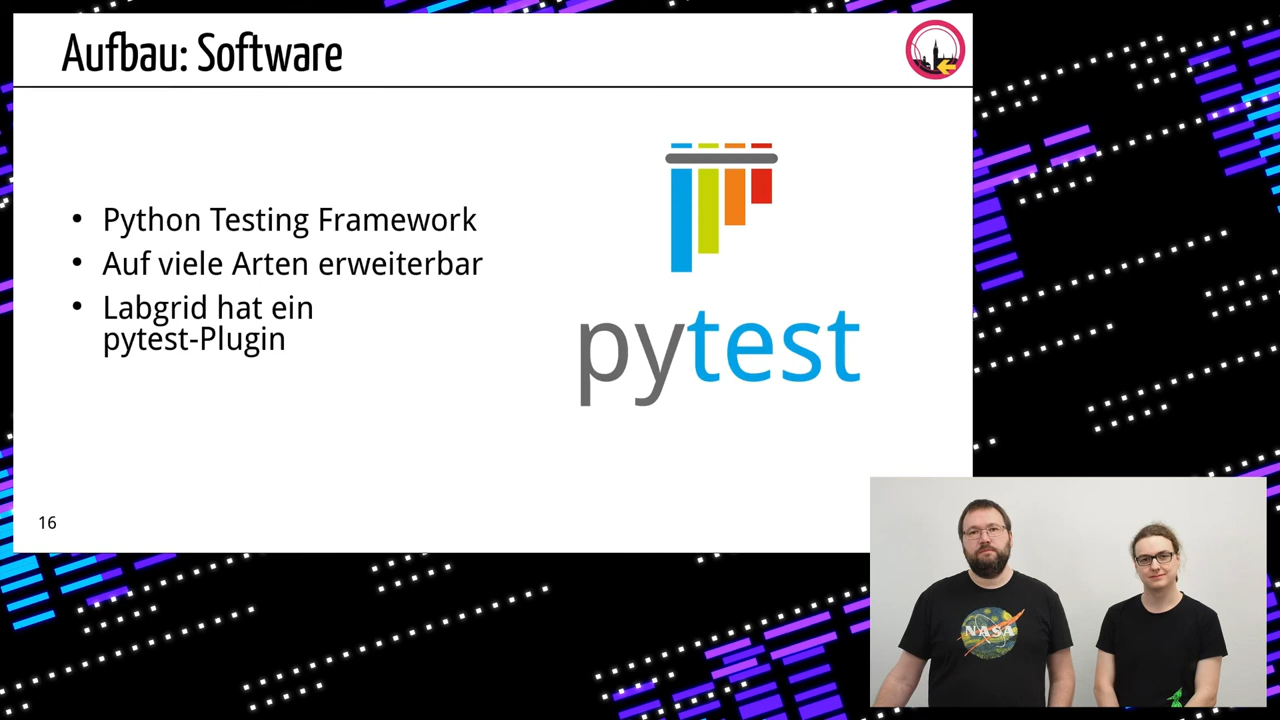 Aufbau: Software
• Python Testing Framework
• Auf viele Arten erweiterbar
• Labgrid hat ein
pytest-Plugin
pytest
16
NASA